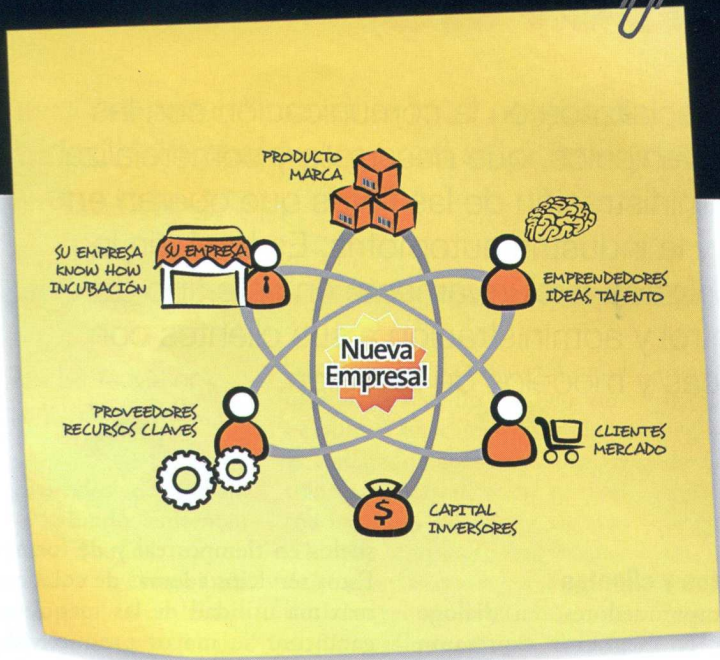 PRODUCTO
MARCA
SU EMPRESA
KNOW HOW
INCUBACIÓN
SU EMPRESA
EMPRENDEDORES
IDEAS, TALENTO
Nueva
Empresa!
PROVEEDORES
RECURSOS CLAVES
CLIENTES
MERCADO
$
CAPITAL
INVERSORES